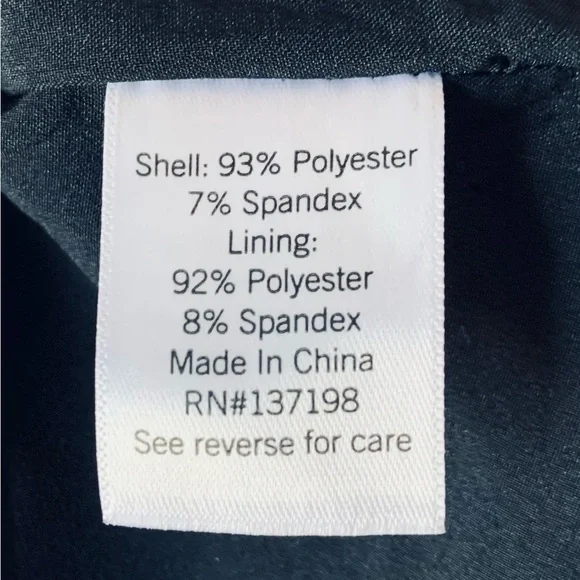 Shell: 93% Polyester
7% Spandex
Lining:
92% Polyester
8% Spandex
Made In China
RN#137198
See reverse for care